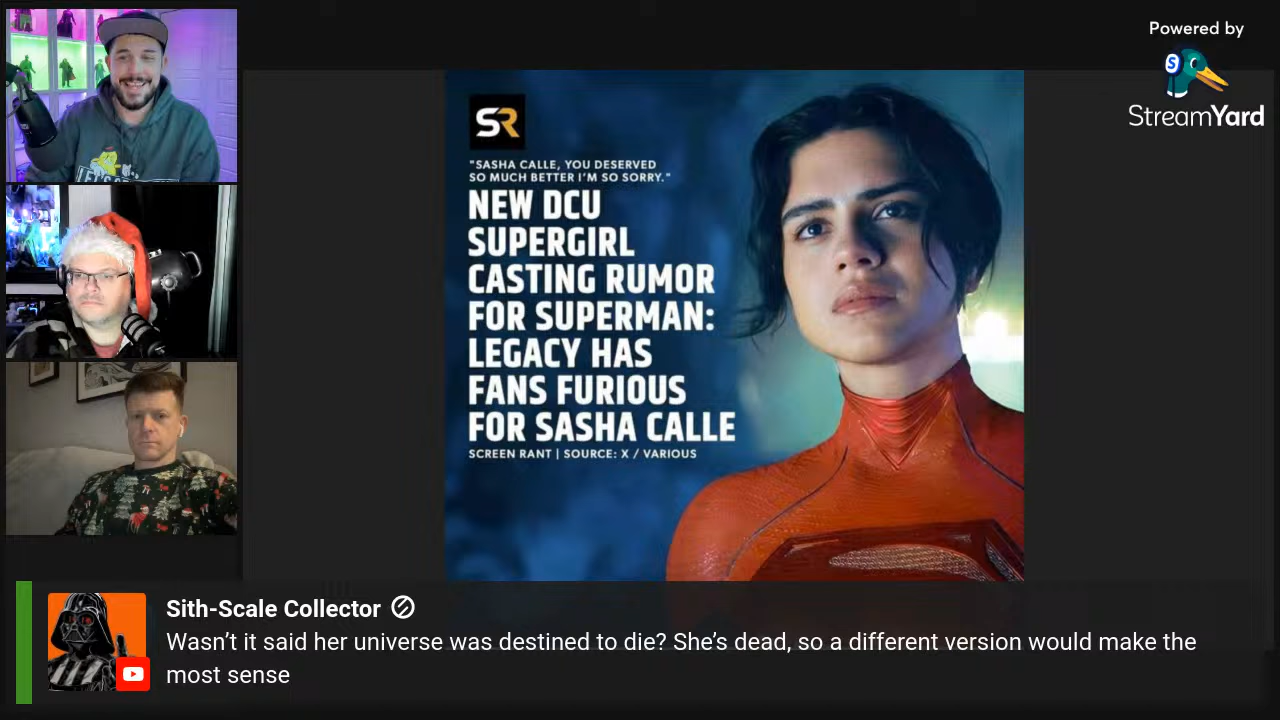 Powered by
S
StreamYard
SR
"SASHA CALLE, YOU DESERVED
SO MUCH BETTER I'M SO SORRY."
NEW DCU
SUPERGIRL
CASTING RUMOR
FOR SUPERMAN:
LEGACY HAS
FANS FURIOUS
FOR SASHA CALLE
SCREEN RANT | SOURCE: X / VARIOUS
Sith-Scale Collector
Wasn’t it said her universe was destined to die? She’s dead, so a different version would make the
most sense